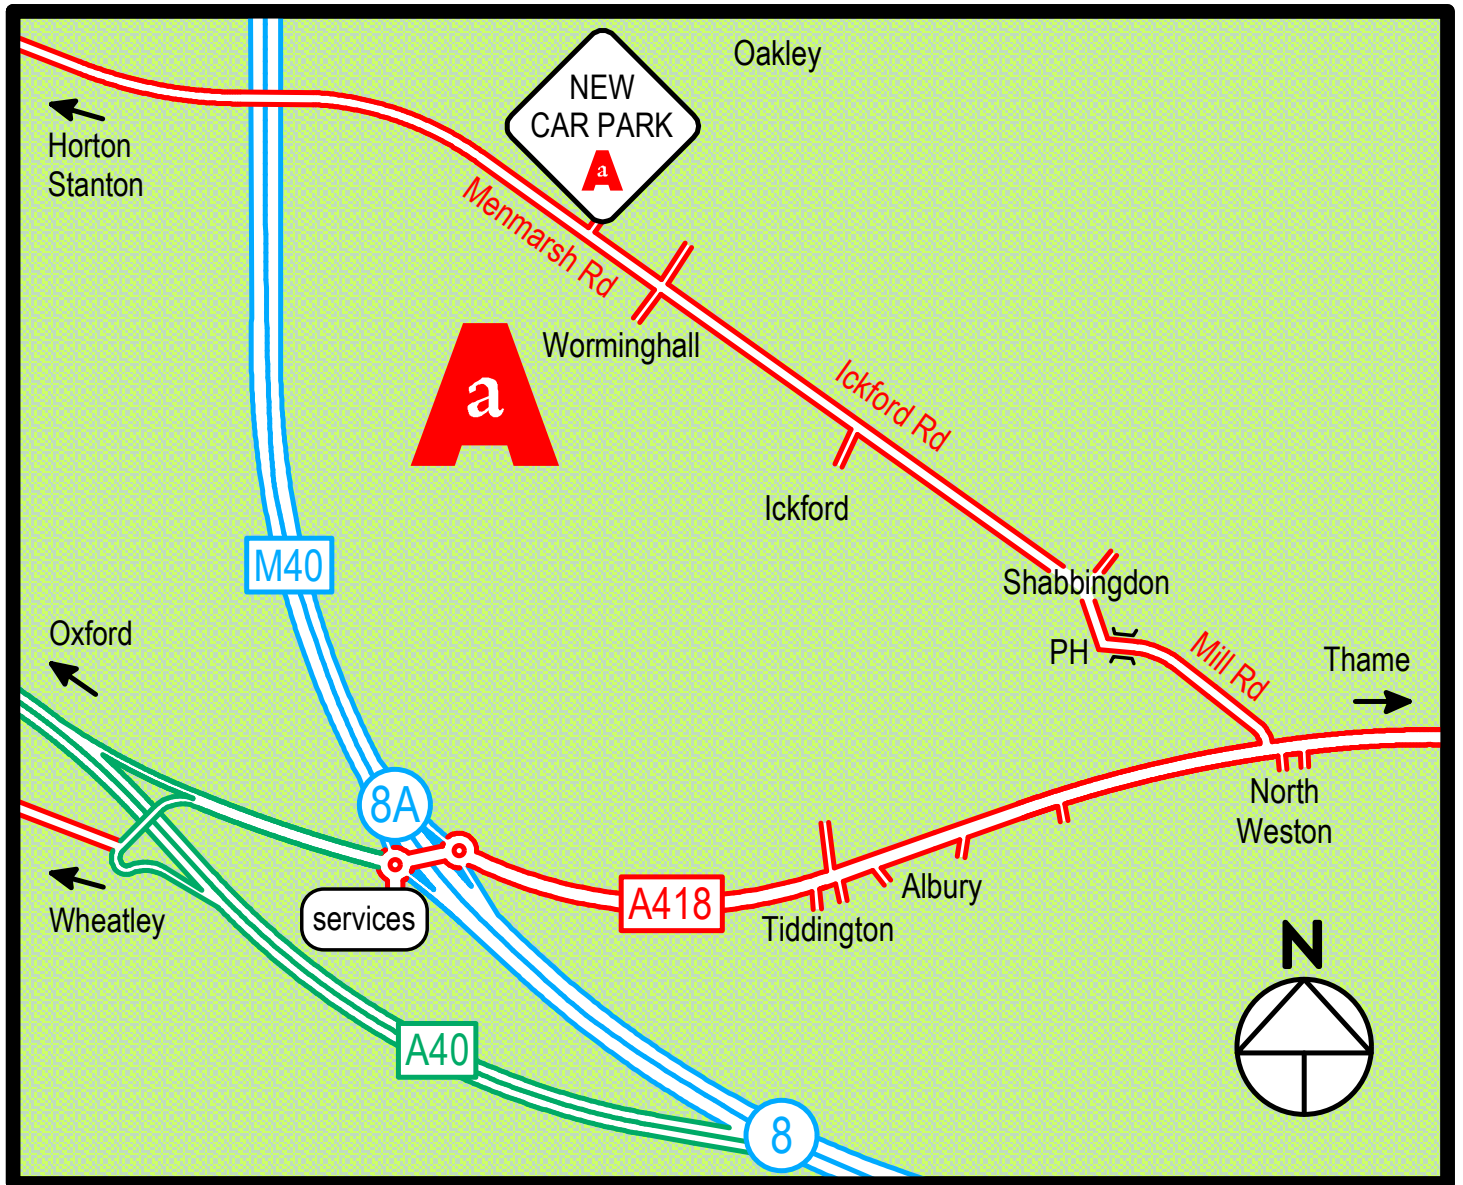 Oakley
NEW
CAR PARK
a
Horton
Stanton
Menmarsh Rd
Worminghall
a
Ickford Rd
Ickford
M40
Shabbingdon
Oxford
PH
Mill Rd
Thame
8A
North
Weston
Albury
A418
Tiddington
Wheatley
services
N
A40
8